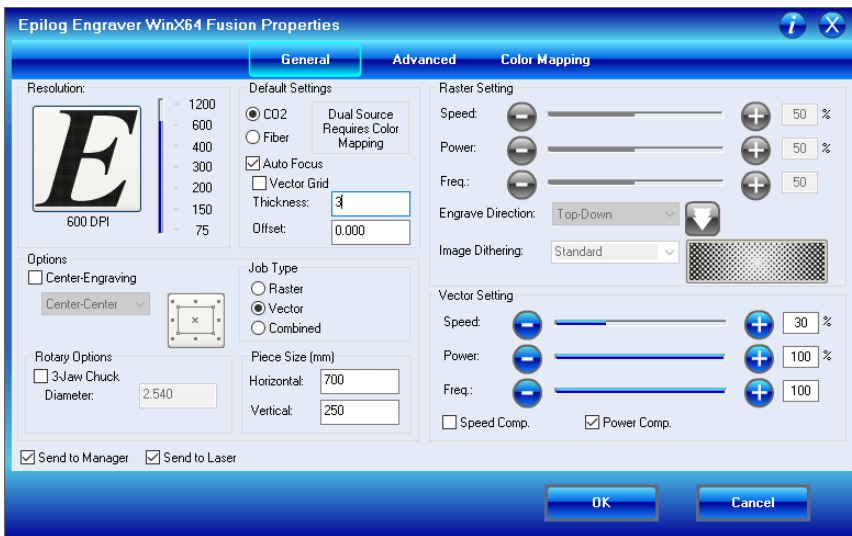 Epilog Engraver WinX64 Fusion Properties
i X
General Advanced Color Mapping
Resolution:
E
600 DPI
1200
600
400
300
200
150
75
Default Settings
CO2
Fiber
Dual Source
Requires Color
Mapping
Auto Focus
Vector Grid
Thickness: 3
Offset: 0.000
Options
Center-Engraving
Center-Center
Rotary Options
3-Jaw Chuck
Diameter: 2.540
Job Type
Raster
Vector
Combined
Piece Size (mm)
Horizontal: 700
Vertical: 250
Raster Setting
Speed: 50 %
Power: 50 %
Freq.: 50
Engrave Direction: Top-Down
Image Dithering: Standard
Vector Setting
Speed: 30 %
Power: 100 %
Freq.: 100
Speed Comp. Power Comp.
Send to Manager Send to Laser
OK Cancel